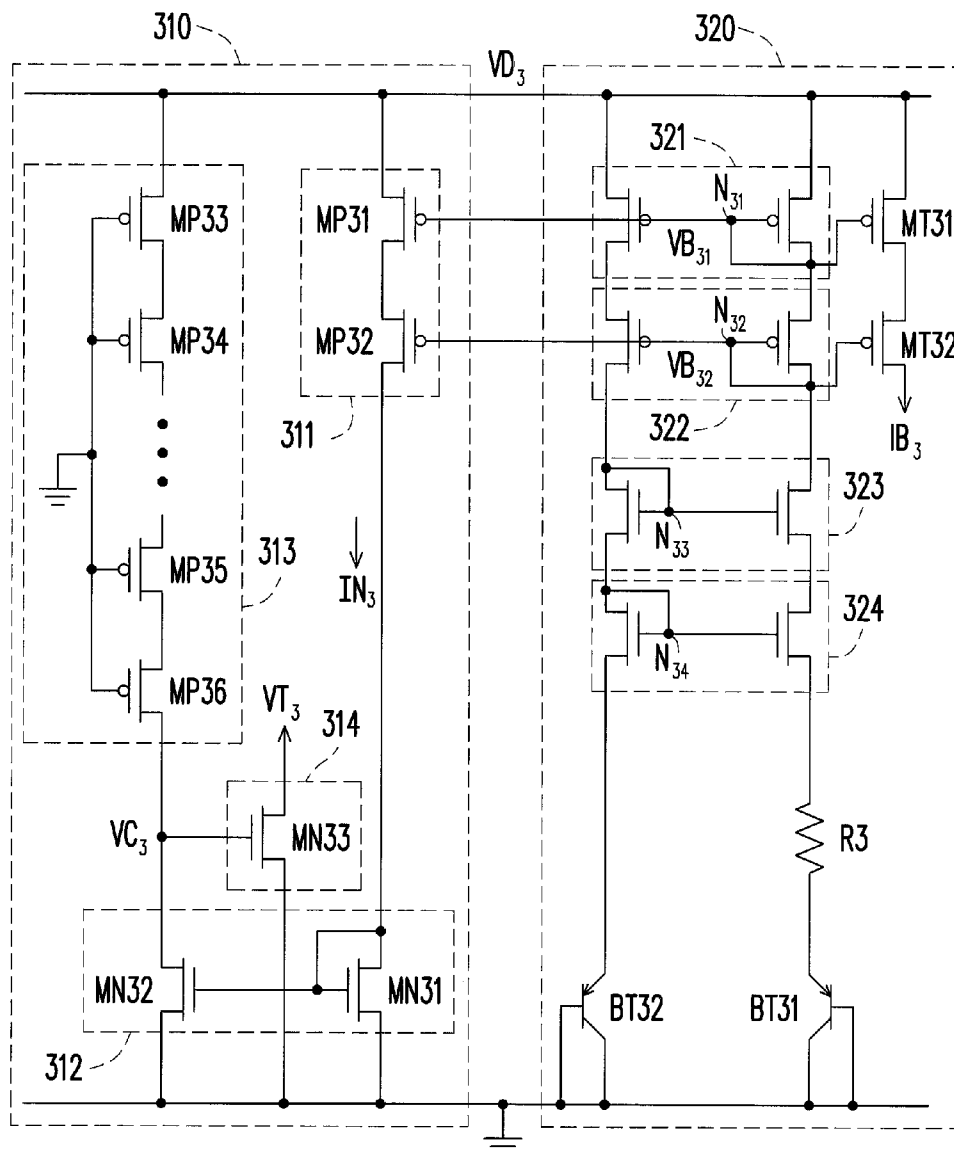 310
320
VD₃
321
MP33
MP31
N₃₁
VB₃₁
MT31
MP34
MP32
N₃₂
VB₃₂
MT32
311
322
IB₃
323
N₃₃
MP35
313
IN₃
324
N₃₄
MP36
VT₃
314
VC₃
MN33
R3
MN32
MN31
BT32
BT31
312